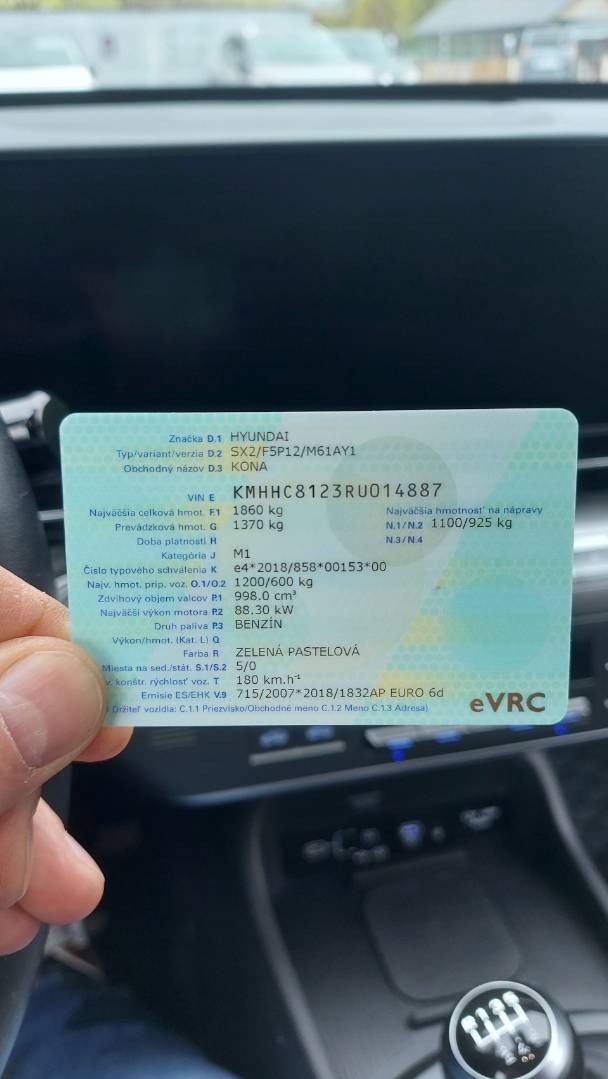 Značka D.1 HYUNDAI
Typ/variant/verzia D.2 SX2/F5P12/M61AY1
Obchodný názov D.3 KONA
VIN E KMHHC8123RU014887
Najväčšia celková hmot. F.1 1860 kg Najväčšia hmotnosť na nápravy
Prevádzková hmot. G 1370 kg N.1/N.2 1100/925 kg
Doba platnosti H N.3/N.4
Kategória J M1
Číslo typového schválenia K e4*2018/858*00153*00
Najv. hmot. príp. voz. O.1/O.2 1200/600 kg
Zdvihový objem valcov P.1 998.0 cm³
Najväčší výkon motora P.2 88.30 kW
Druh paliva P.3 BENZÍN
Výkon/hmot. (Kat. L) Q
Farba R ZELENÁ PASTELOVÁ
Miesta na sed./stát. S.1/S.2 5/0
v. konštr. rýchlosť voz. T 180 km.h⁻¹
Emisie ES/EHK V.9 715/2007*2018/1832AP EURO 6d
Držiteľ vozidla: C.1.1 Priezvisko/Obchodné meno C.1.2 Meno C.1.3 Adresa)
eVRC